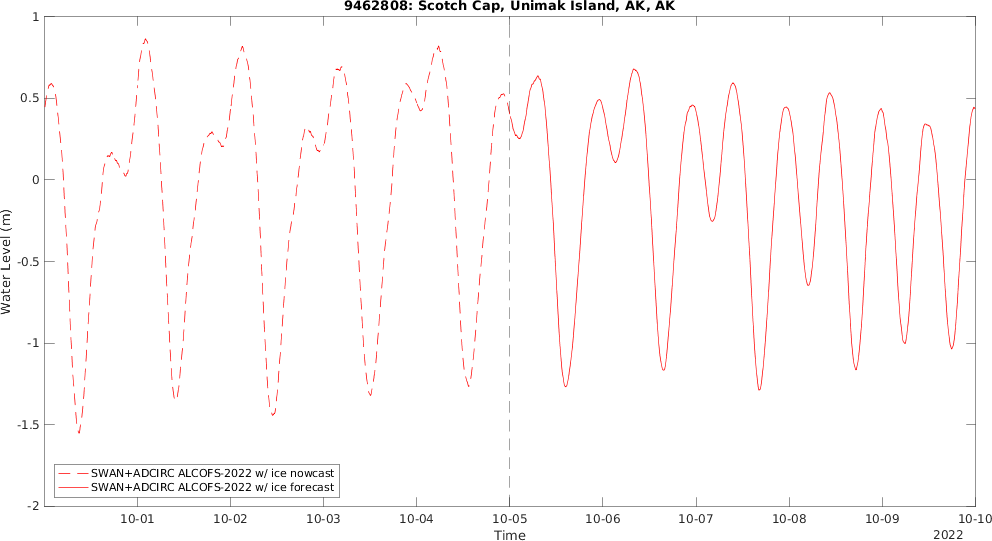 9462808: Scotch Cap, Unimak Island, AK, AK
Water Level (m)
1
0.5
0
-0.5
-1
-1.5
-2
SWAN+ADCIRC ALCOFS-2022 w/ ice nowcast
SWAN+ADCIRC ALCOFS-2022 w/ ice forecast
10-01 10-02 10-03 10-04 10-05 10-06 10-07 10-08 10-09 10-10
Time
2022